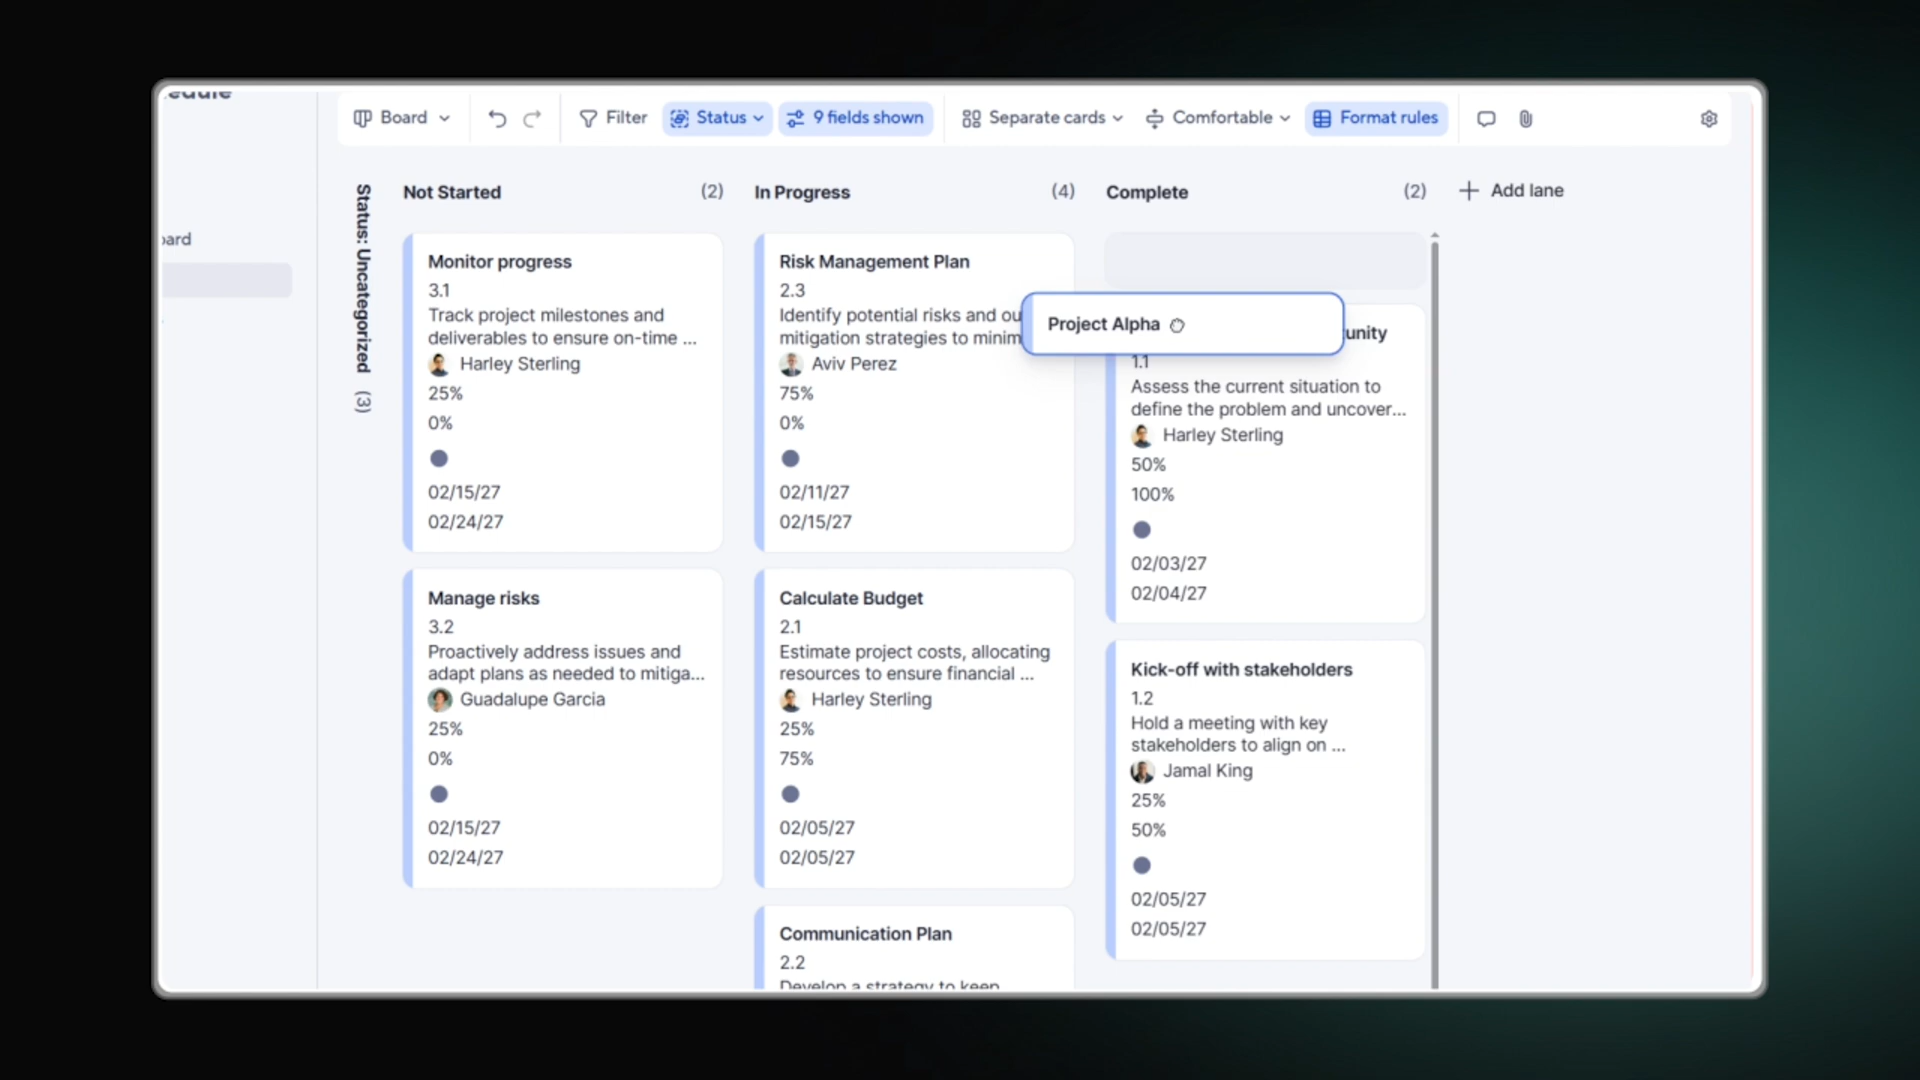 Board
Filter
Status
9 fields shown
Separate cards
Comfortable
Format rules
Status: Uncategorized (3)
Not Started (2)
Monitor progress
3.1
Track project milestones and
deliverables to ensure on-time ...
Harley Sterling
25%
0%
02/15/27
02/24/27
Manage risks
3.2
Proactively address issues and
adapt plans as needed to mitiga...
Guadalupe Garcia
25%
0%
02/15/27
02/24/27
In Progress (4)
Risk Management Plan
2.3
Identify potential risks and ou
mitigation strategies to minim
Aviv Perez
75%
0%
02/11/27
02/15/27
Calculate Budget
2.1
Estimate project costs, allocating
resources to ensure financial ...
Harley Sterling
25%
75%
02/05/27
02/05/27
Communication Plan
2.2
Develop a strategy to keep
Complete (2)
Project Alpha
unity
1.1
Assess the current situation to
define the problem and uncover...
Harley Sterling
50%
100%
02/03/27
02/04/27
Kick-off with stakeholders
1.2
Hold a meeting with key
stakeholders to align on ...
Jamal King
25%
50%
02/05/27
02/05/27
Add lane